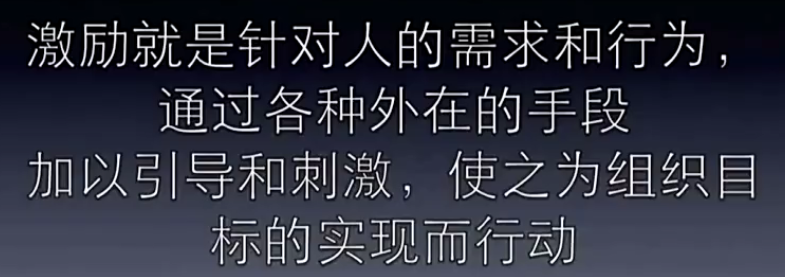 激励就是针对人的需求和行为，
通过各种外在的手段
加以引导和刺激，使之为组织目
标的实现而行动